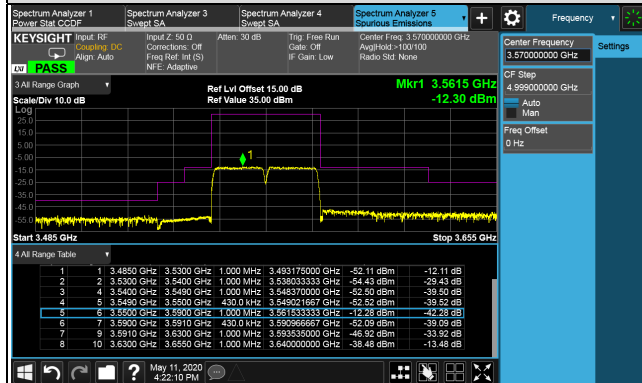 Spectrum Analyzer 1
Power Stat CCDF
Spectrum Analyzer 3
Swept SA
Spectrum Analyzer 4
Swept SA
Spectrum Analyzer 5
Spurious Emissions
Frequency
KEYSIGHT
Input: RF
Coupling: DC
Align: Auto
Input Z: 50 Ω
Corrections: Off
Freq Ref: Int (S)
NFE: Adaptive
Atten: 30 dB
Trig: Free Run
Gate: Off
IF Gain: Low
Center Freq: 3.570000000 GHz
Avg|Hold:>100/100
Radio Std: None
LXI PASS
3 All Range Graph
Ref Lvl Offset 15.00 dB
Mkr1 3.5615 GHz
Scale/Div 10.0 dB
Ref Value 35.00 dBm
-12.30 dBm
Log
25.0
15.0
5.00
-5.00
-15.0
-25.0
-35.0
-45.0
-55.0
1
Start 3.485 GHz
Stop 3.655 GHz
4 All Range Table
1 1 3.4850 GHz 3.5300 GHz 1.000 MHz 3.493175000 GHz -52.11 dBm -12.11 dB
2 2 3.5300 GHz 3.5400 GHz 1.000 MHz 3.538033333 GHz -54.43 dBm -29.43 dB
3 4 3.5400 GHz 3.5490 GHz 1.000 MHz 3.548370000 GHz -52.50 dBm -39.50 dB
4 5 3.5490 GHz 3.5500 GHz 430.0 kHz 3.549021667 GHz -52.52 dBm -39.52 dB
5 6 3.5500 GHz 3.5900 GHz 1.000 MHz 3.561533333 GHz -12.28 dBm -42.28 dB
6 7 3.5900 GHz 3.5910 GHz 430.0 kHz 3.590966667 GHz -52.09 dBm -39.09 dB
7 9 3.5910 GHz 3.6300 GHz 1.000 MHz 3.593535000 GHz -46.92 dBm -33.92 dB
8 10 3.6300 GHz 3.6550 GHz 1.000 MHz 3.640333333 GHz -38.48 dBm -13.48 dB
May 11, 2020
4:22:10 PM
Center Frequency
3.570000000 GHz
Settings
CF Step
4.999000000 GHz
Auto
Man
Freq Offset
0 Hz